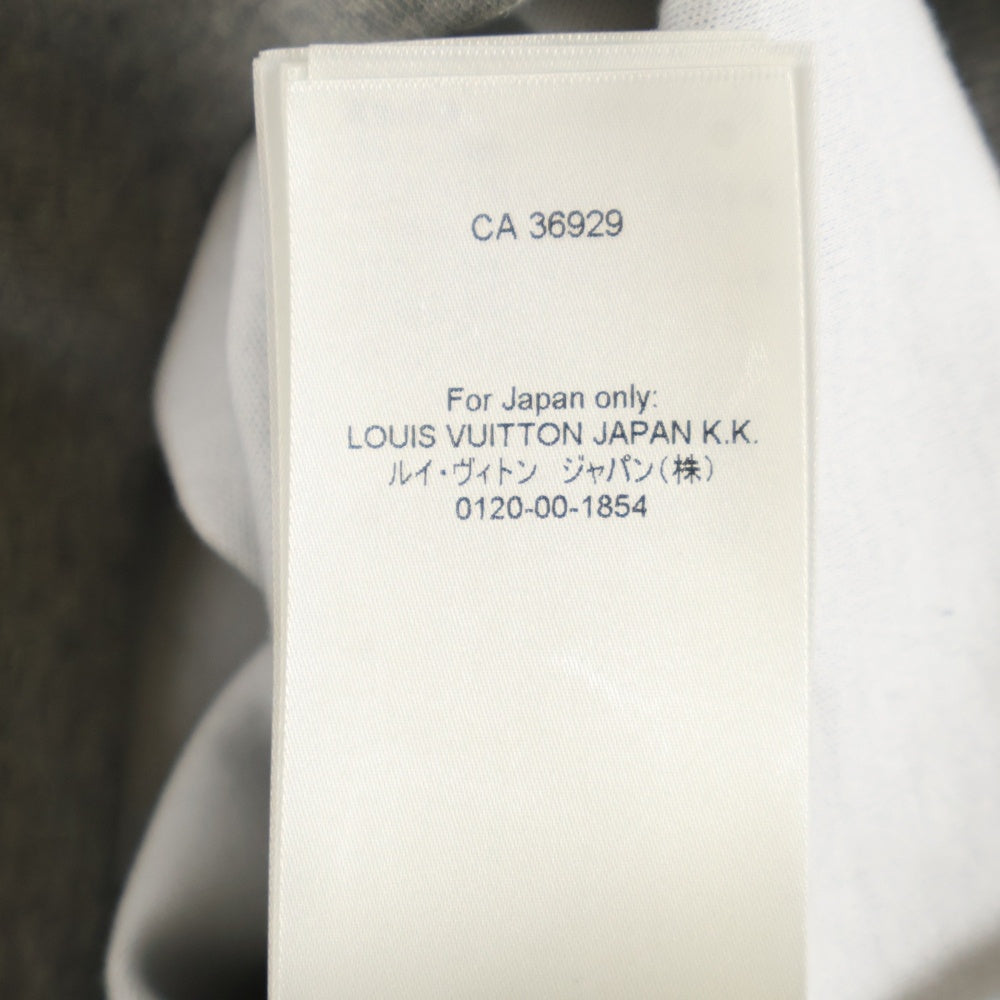 CA 36929
For Japan only:
LOUIS VUITTON JAPAN K.K.
ルイ・ヴィトン　ジャパン(株)
0120-00-1854